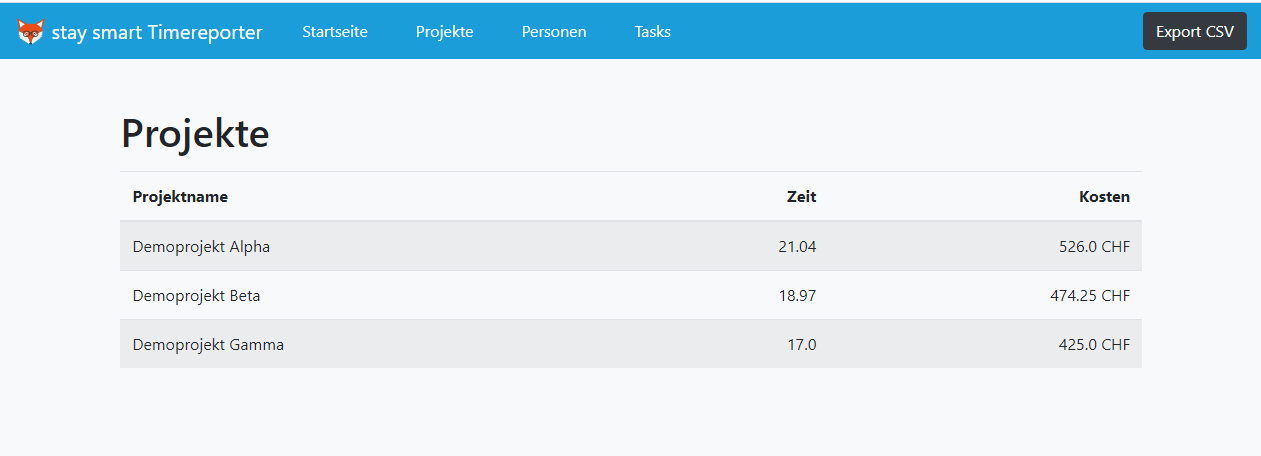 stay smart Timereporter Startseite Projekte Personen Tasks Export CSV
Projekte
Projektname Zeit Kosten
Demoprojekt Alpha 21.04 526.0 CHF
Demoprojekt Beta 18.97 474.25 CHF
Demoprojekt Gamma 17.0 425.0 CHF